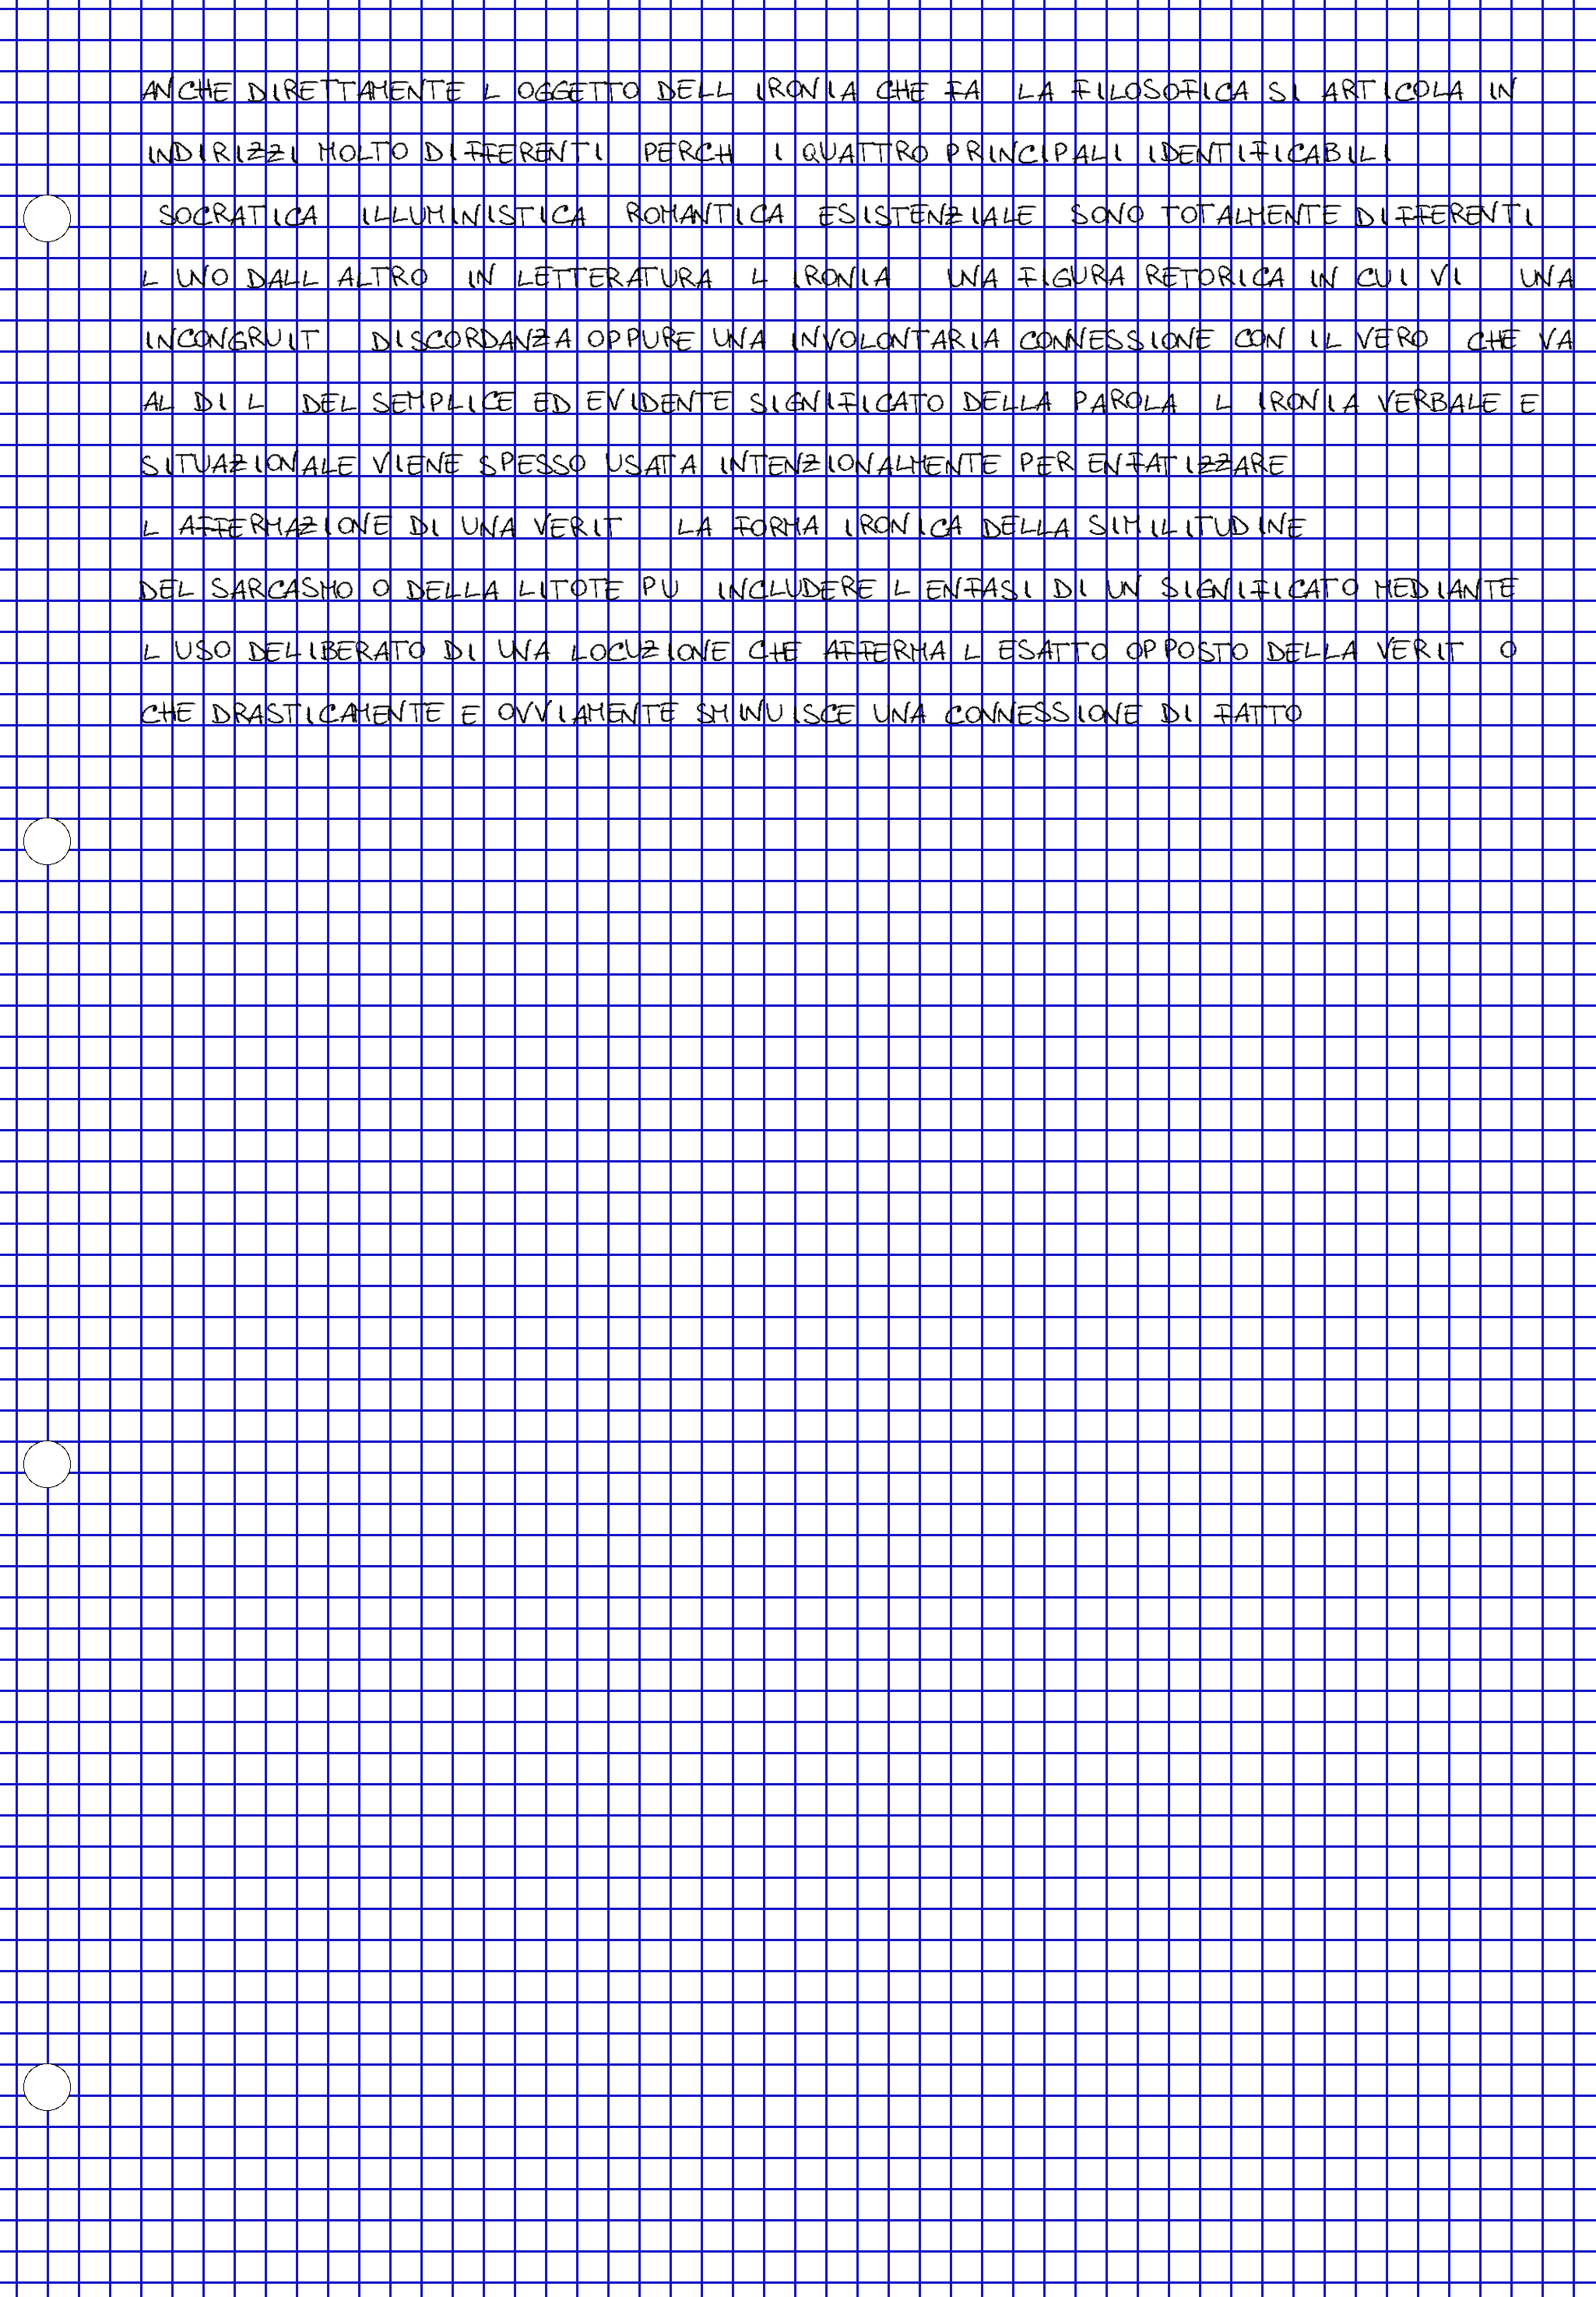 ANCHE DIRETTAMENTE L OGGETTO DELL IRONIA CHE FA LA FILOSOFICA SI ARTICOLA IN
INDIRIZZI MOLTO DIFFERENTI PERCH I QUATTRO PRINCIPALI IDENTIFICABILI
SOCRATICA ILLUMINISTICA ROMANTICA ESISTENZIALE SONO TOTALMENTE DIFFERENTI
L UNO DALL ALTRO IN LETTERATURA L IRONIA UNA FIGURA RETORICA IN CUI VI UNA
INCONGRUIT DISCORDANZA OPPURE UNA INVOLONTARIA CONNESSIONE CON IL VERO CHE VA
AL DI L DEL SEMPLICE ED EVIDENTE SIGNIFICATO DELLA PAROLA L IRONIA VERBALE E
SITUAZIONALE VIENE SPESSO USATA INTENZIONALMENTE PER ENFATIZZARE
L AFFERMAZIONE DI UNA VERIT LA FORMA IRONICA DELLA SIMILITUDINE
DEL SARCASMO O DELLA LITOTE PU INCLUDERE L ENFASI DI UN SIGNIFICATO MEDIANTE
L USO DELIBERATO DI UNA LOCUZIONE CHE AFFERMA L ESATTO OPPOSTO DELLA VERIT O
CHE DRASTICAMENTE E OVVIAMENTE SMINUISCE UNA CONNESSIONE DI FATTO